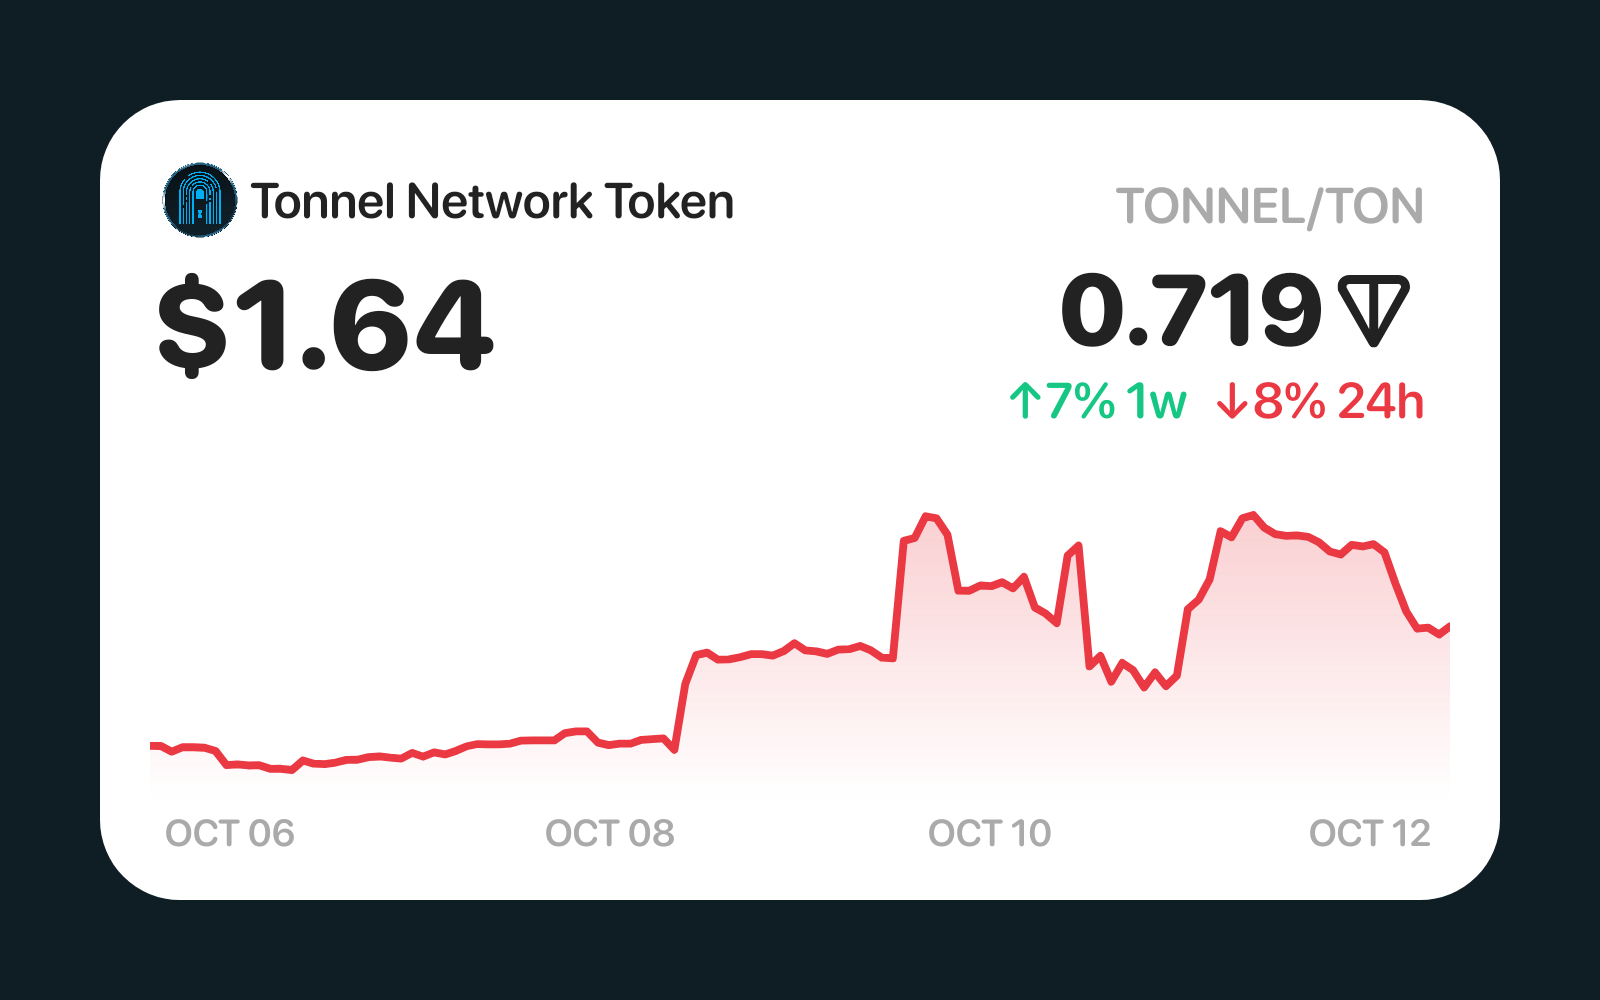 Tonnel Network Token
TONNEL/TON
$1.64
0.719
↑7% 1w ↓8% 24h
OCT 06 OCT 08 OCT 10 OCT 12